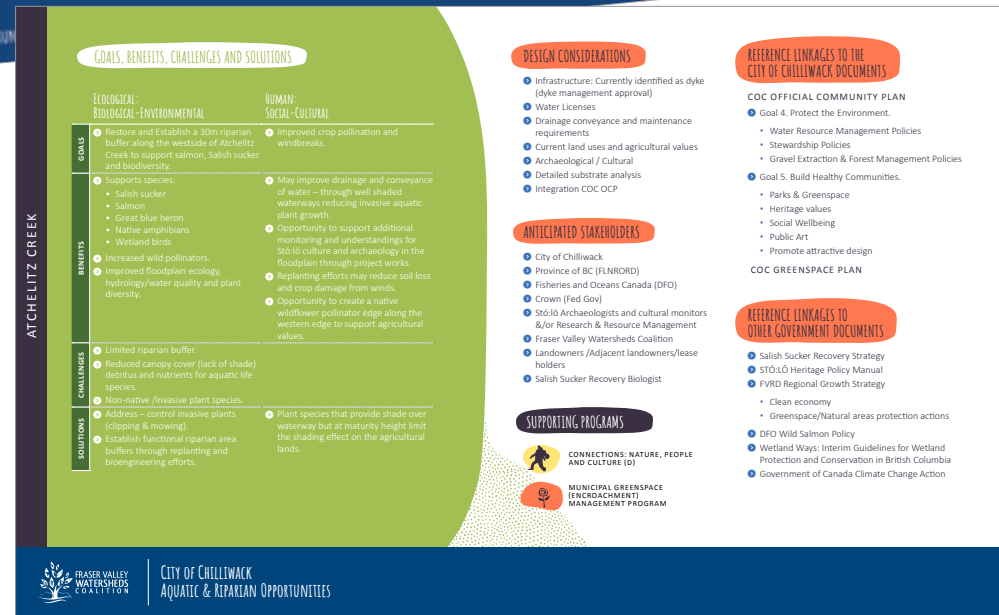 ATCHELITZ CREEK
GOALS, BENEFITS, CHALLENGES AND SOLUTIONS
ECOLOGICAL:
BIOLOGICAL-ENVIRONMENTAL
HUMAN:
SOCIAL-CULTURAL
GOALS
Restore and Establish a 30m riparian
buffer along the westside of Atchelitz
Creek to support salmon, Salish sucker
and biodiversity.
Improved crop pollination and
windbreaks.
BENEFITS
Supports species:
• Salish sucker
• Salmon
• Great blue heron
• Native amphibians
• Wetland birds
Increased wild pollinators.
Improved floodplain ecology,
hydrology/water quality and plant
diversity.
May improve drainage and conveyance
of water – through well shaded
waterways reducing invasive aquatic
plant growth.
Opportunity to support additional
monitoring and understandings for
Stó:lō culture and archaeology in the
floodplain through project works.
Replanting efforts may reduce soil loss
and crop damage from winds.
Opportunity to create a native
wildflower pollinator edge along the
western edge to support agricultural
values.
CHALLENGES
Limited riparian buffer.
Reduced canopy cover (lack of shade)
detritus and nutrients for aquatic life
species.
Non-native /invasive plant species.
SOLUTIONS
Address – control invasive plants
(clipping & mowing).
Establish functional riparian area
buffers through replanting and
bioengineering efforts.
Plant species that provide shade over
waterway but at maturity height limit
the shading effect on the agricultural
lands.
DESIGN CONSIDERATIONS
Infrastructure: Currently identified as dyke
(dyke management approval)
Water Licenses
Drainage conveyance and maintenance
requirements
Current land uses and agricultural values
Archaeological / Cultural
Detailed substrate analysis
Integration COC OCP
ANTICIPATED STAKEHOLDERS
City of Chilliwack
Province of BC (FLNRORD)
Fisheries and Oceans Canada (DFO)
Crown (Fed Gov)
Stó:lō Archaeologists and cultural monitors
&/or Research & Resource Management
Fraser Valley Watersheds Coalition
Landowners /Adjacent landowners/lease
holders
Salish Sucker Recovery Biologist
SUPPORTING PROGRAMS
CONNECTIONS: NATURE, PEOPLE
AND CULTURE (D)
MUNICIPAL GREENSPACE
(ENCROACHMENT)
MANAGEMENT PROGRAM
REFERENCE LINKAGES TO THE
CITY OF CHILLIWACK DOCUMENTS
COC OFFICIAL COMMUNITY PLAN
Goal 4. Protect the Environment.
• Water Resource Management Policies
• Stewardship Policies
• Gravel Extraction & Forest Management Policies
Goal 5. Build Healthy Communities.
• Parks & Greenspace
• Heritage values
• Social Wellbeing
• Public Art
• Promote attractive design
COC GREENSPACE PLAN
REFERENCE LINKAGES TO
OTHER GOVERNMENT DOCUMENTS
Salish Sucker Recovery Strategy
STÓ:LŌ Heritage Policy Manual
FVRD Regional Growth Strategy
• Clean economy
• Greenspace/Natural areas protection actions
DFO Wild Salmon Policy
Wetland Ways: Interim Guidelines for Wetland
Protection and Conservation in British Columbia
Government of Canada Climate Change Action
FRASER VALLEY
WATERSHEDS
COALITION
CITY OF CHILLIWACK
AQUATIC & RIPARIAN OPPORTUNITIES